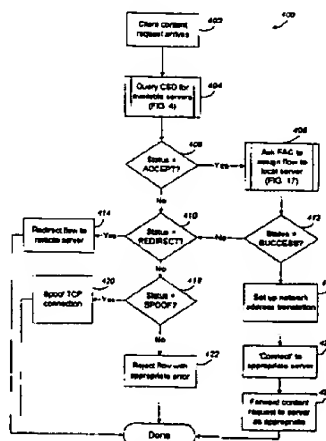 400
402
Client content
request arrives
Query CSD for
available servers
(FIG. 4)
404
406
Status =
ACCEPT?
Yes
408
Ask FAC to
assign flow to
local server
(FIG. 17)
No
414
Redirect flow to
remote server
Yes
410
Status =
REDIRECT?
No
412
Status =
SUCCESS?
Yes
420
Spoof TCP
connection
Yes
No
418
Status =
SPOOF?
Set up network
address translation
No
422
Reject flow with
appropriate error
"Connect" to
appropriate server
Forward content
request to server
as appropriate
Done